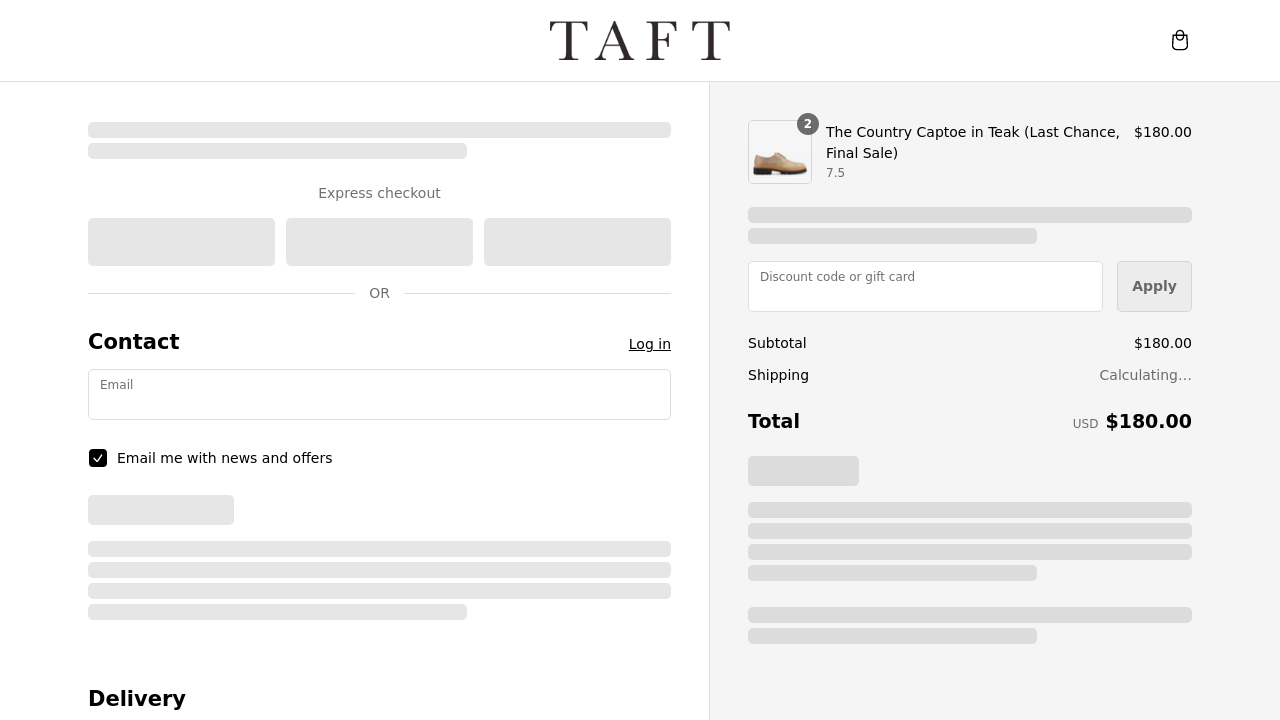 TAFT
Express checkout
OR
Contact
Log in
Email
Email me with news and offers
Delivery
2
The Country Captoe in Teak (Last Chance, Final Sale)
$180.00
7.5
Discount code or gift card
Apply
Subtotal
$180.00
Shipping
Calculating...
Total
USD $180.00